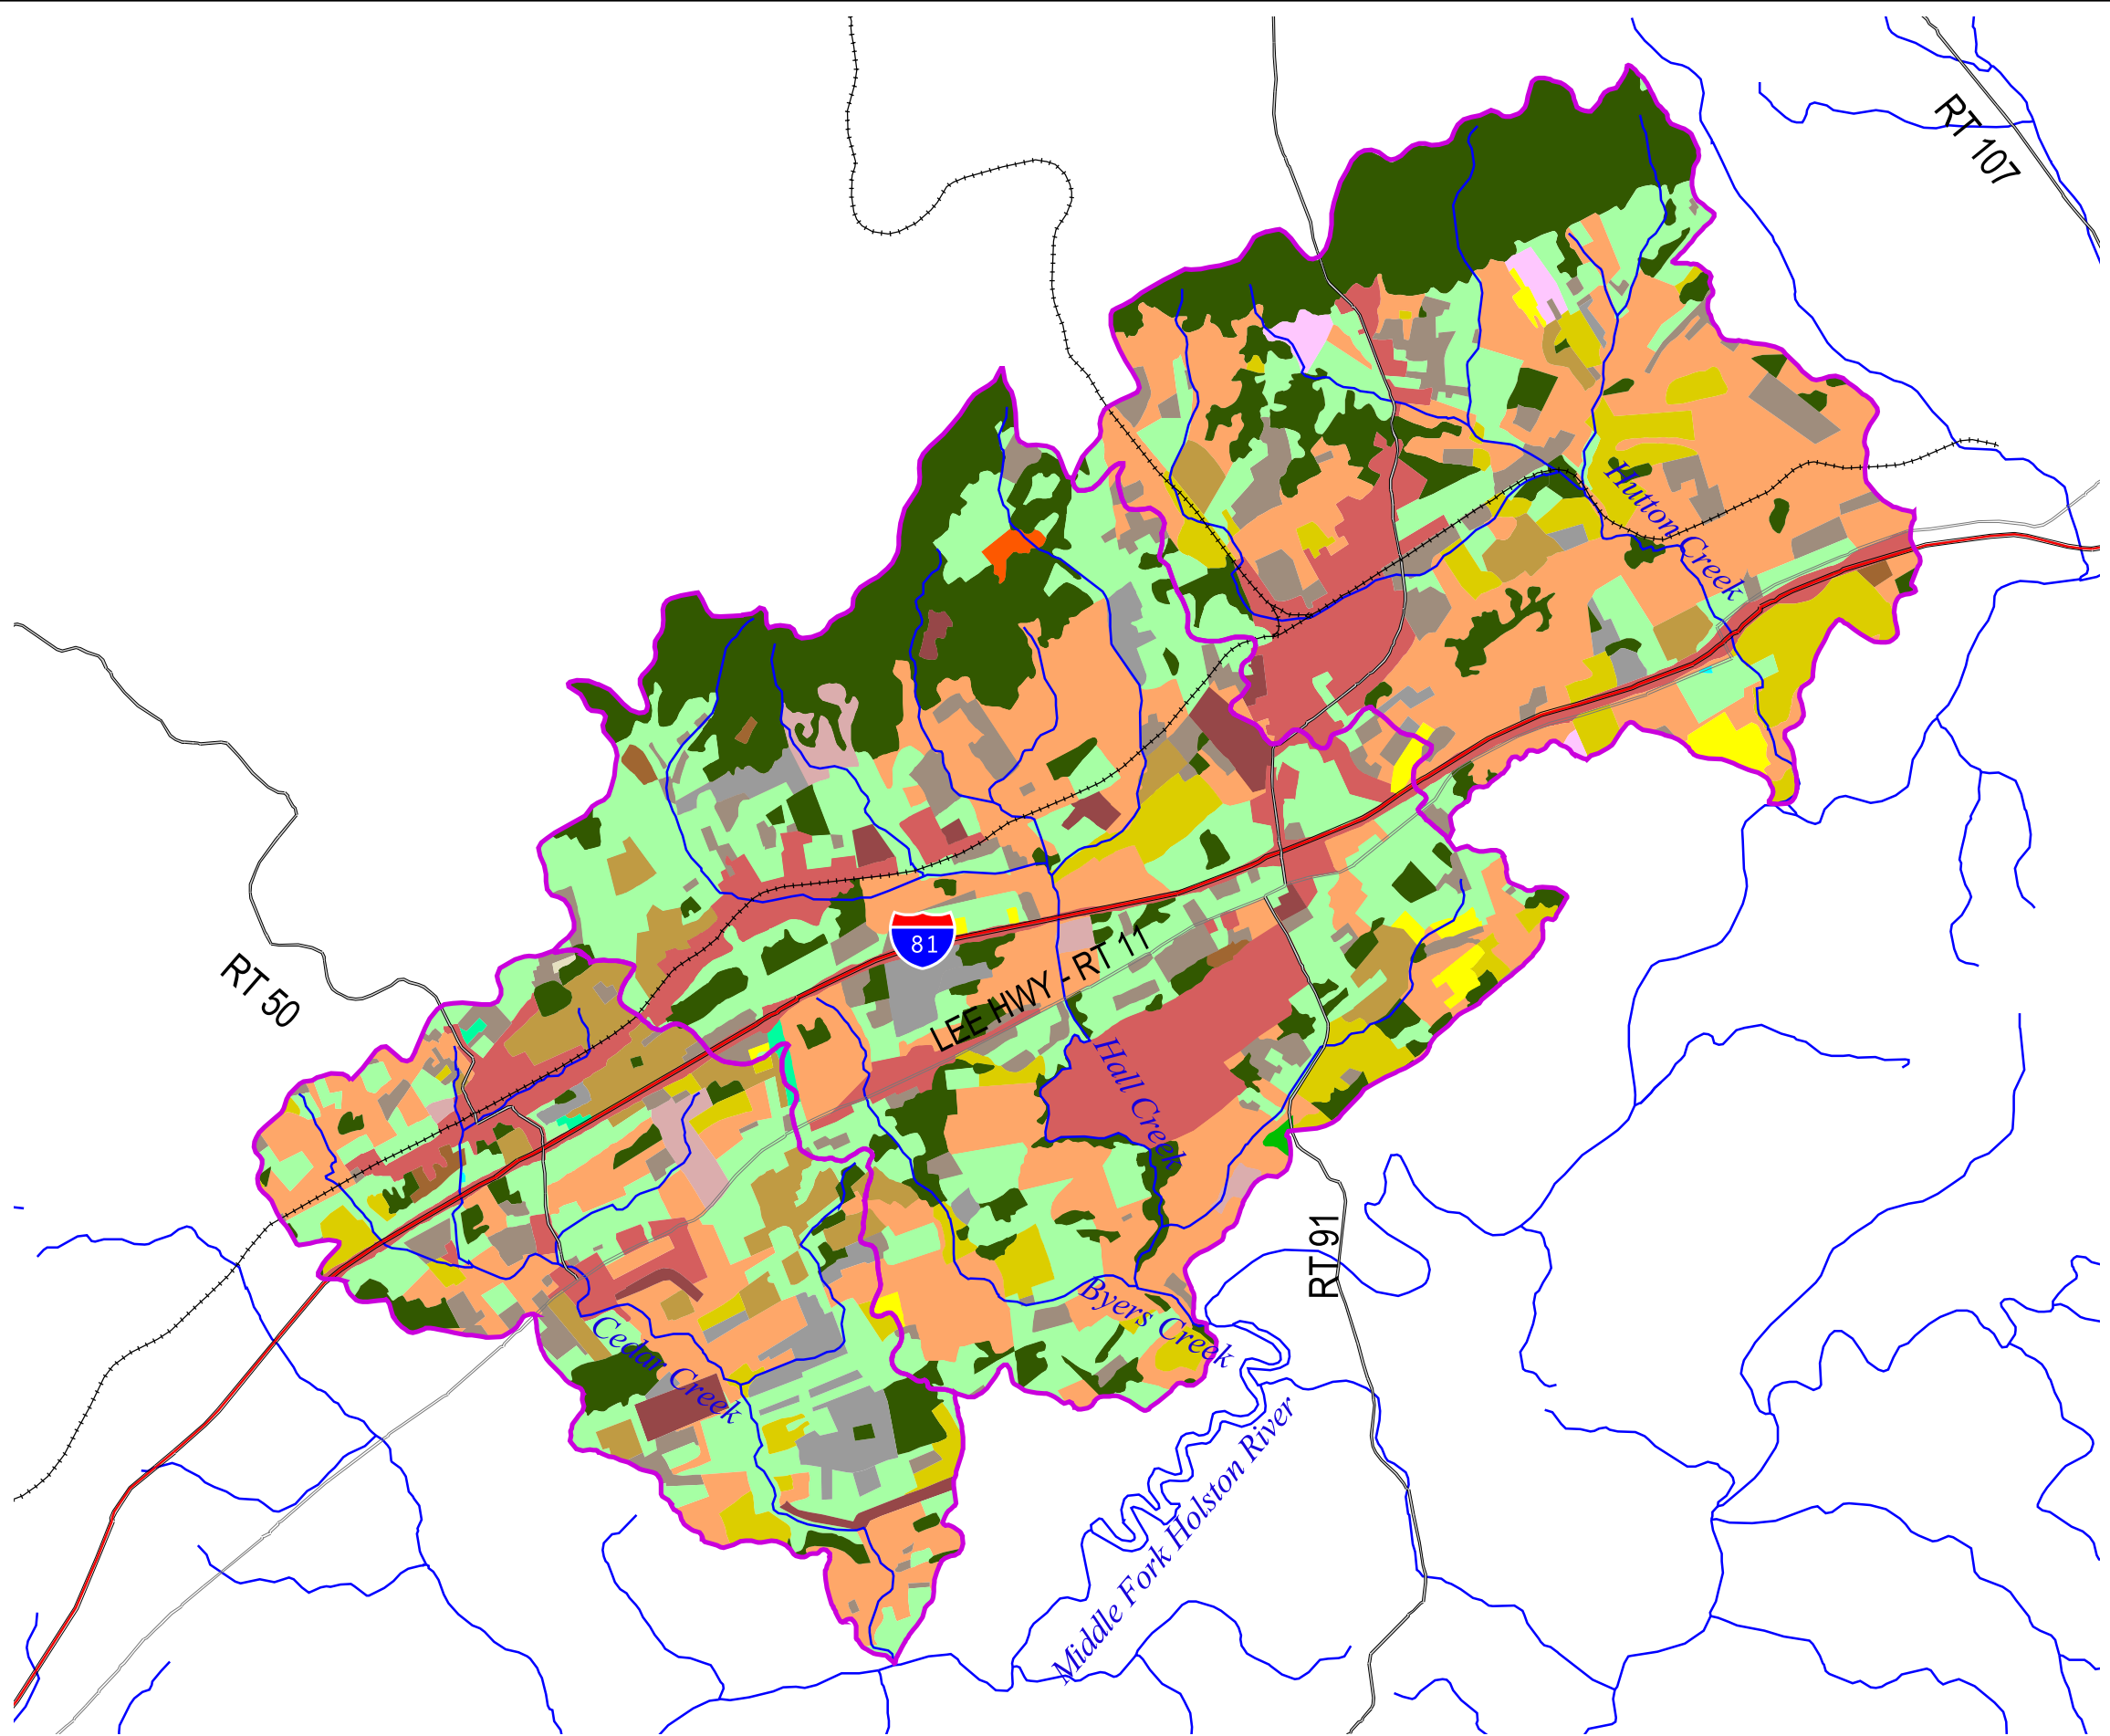 RT 107
Hutton Creek
RT 50
81
LEE HWY - RT 11
Hall Creek
RT 91
Byers Creek
Cedar Creek
Middle Fork Holston River